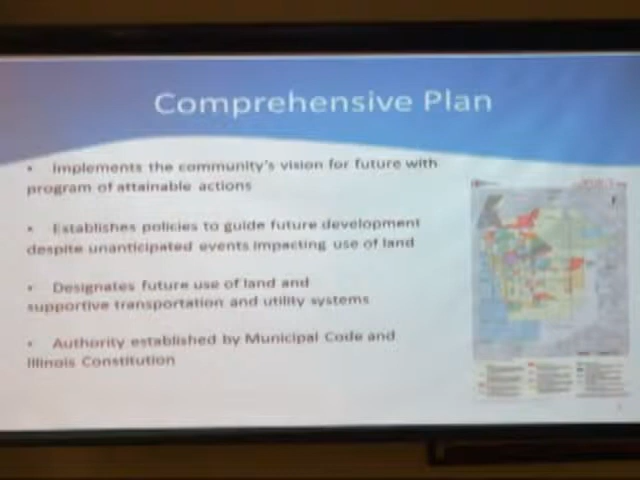 Comprehensive Plan
• Implements the community's vision for future with
program of attainable actions
• Establishes policies to guide future development
despite unanticipated events impacting use of land
• Designates future use of land and
supportive transportation and utility systems
• Authority established by Municipal Code and
Illinois Constitution